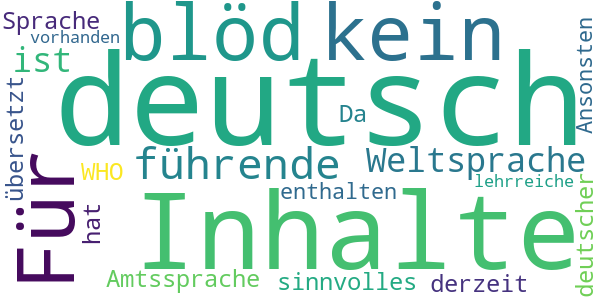 Sprache
vorhanden
ist
blöd
kein
Ansonsten
übersetzt
deutsch
Da
Für
WHO
führende
Weltsprache
enthalten
lehrreiche
hat
Inhalte
deutscher
Amtssprache
sinnvolles
derzeit